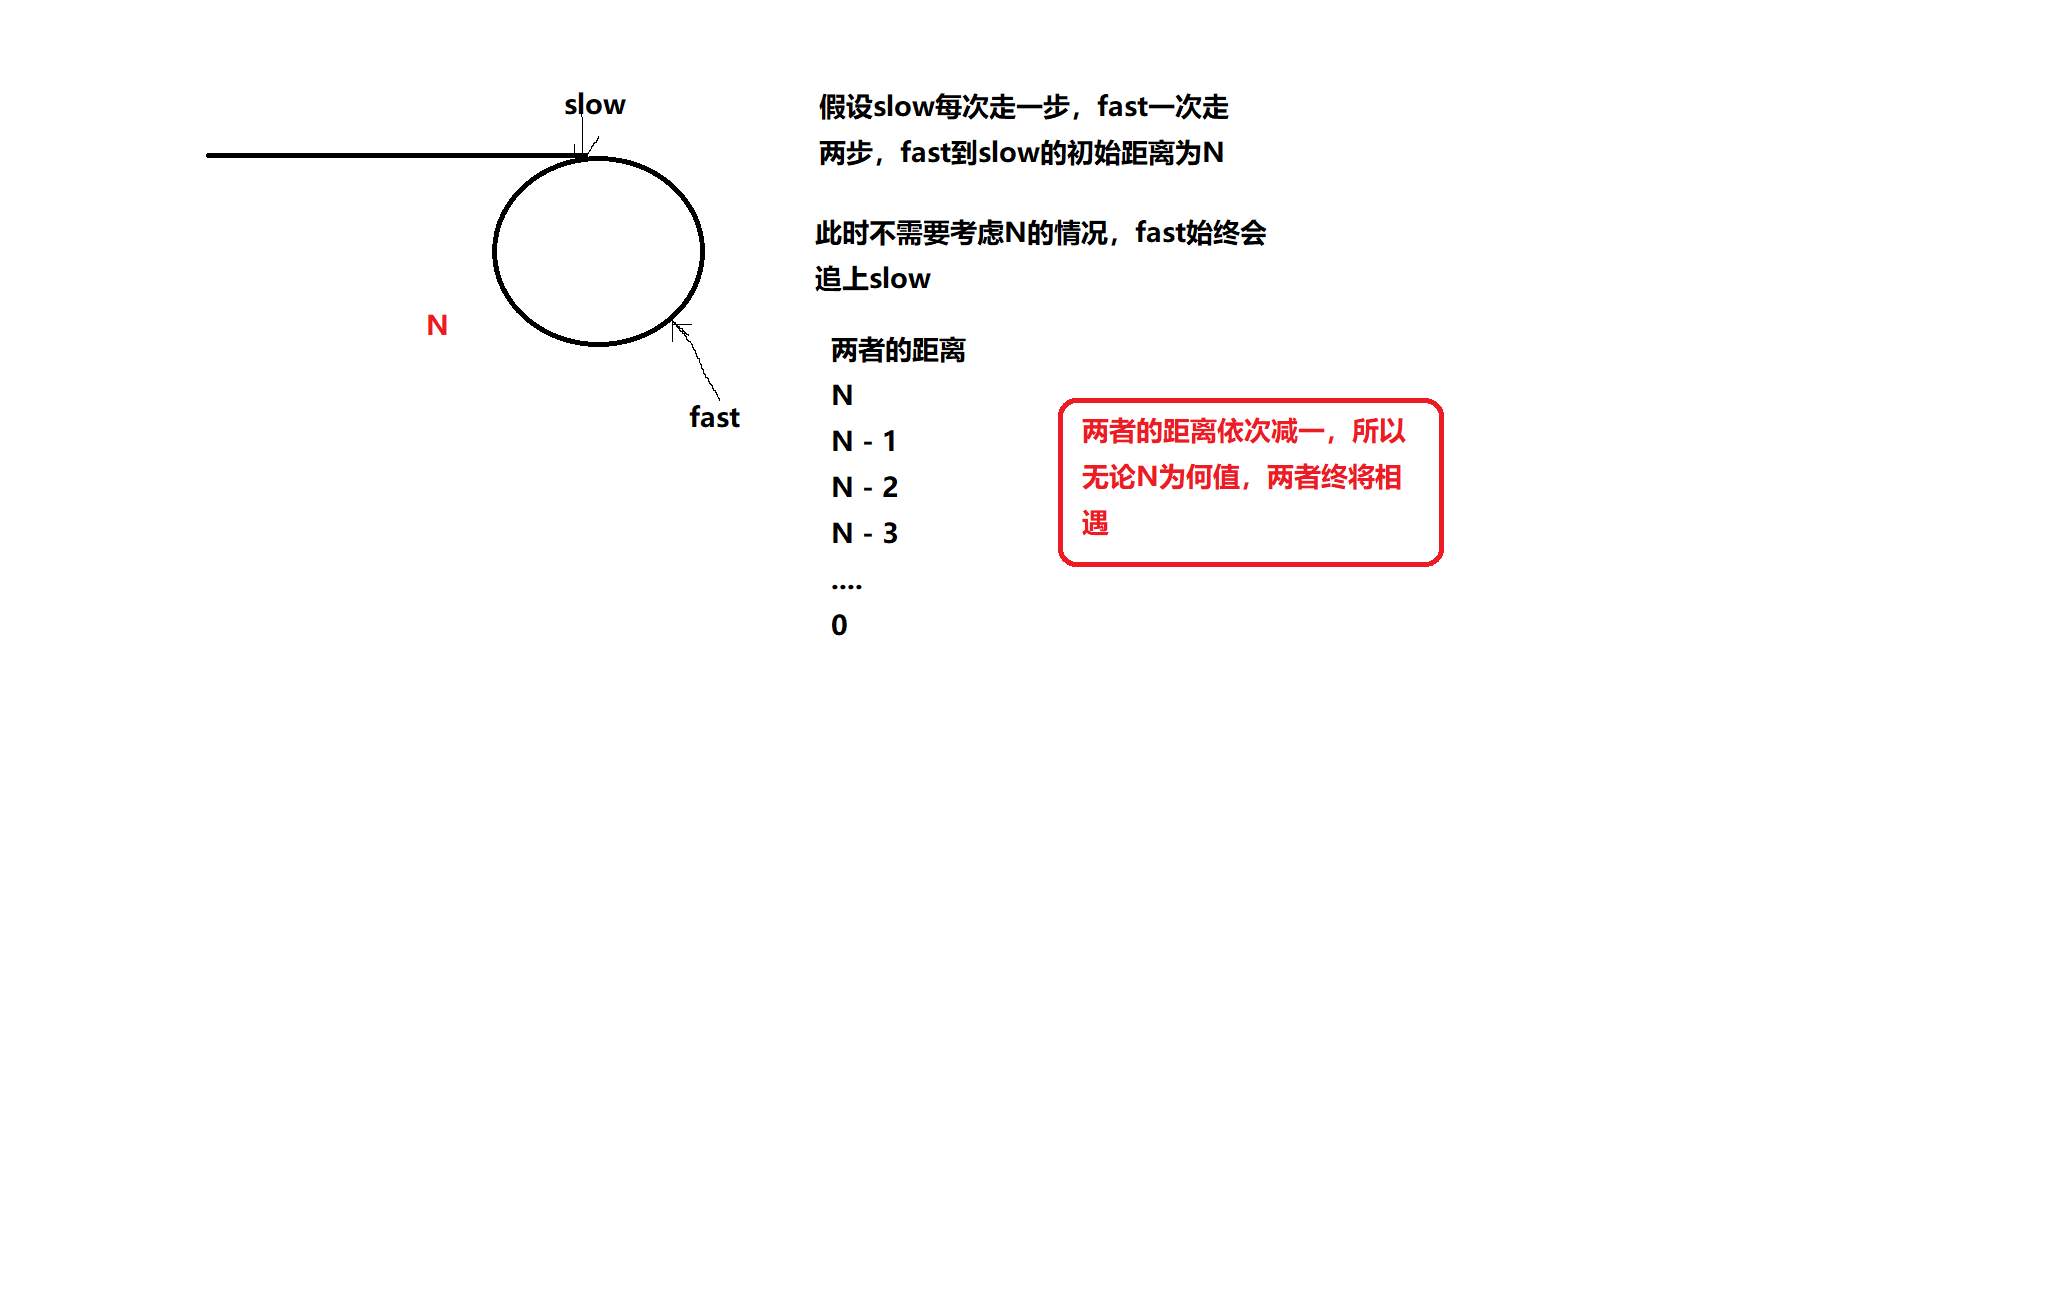 slow
N
fast
假设slow每次走一步，fast一次走
两步，fast到slow的初始距离为N
此时不需要考虑N的情况，fast始终会
追上slow
两者的距离
N
N - 1
N - 2
N - 3
....
0
两者的距离依次减一，所以
无论N为何值，两者终将相
遇